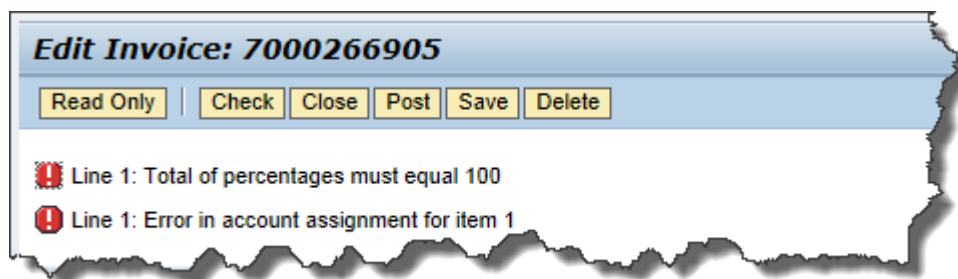 Edit Invoice: 7000266905
Read Only Check Close Post Save Delete
Line 1: Total of percentages must equal 100
Line 1: Error in account assignment for item 1